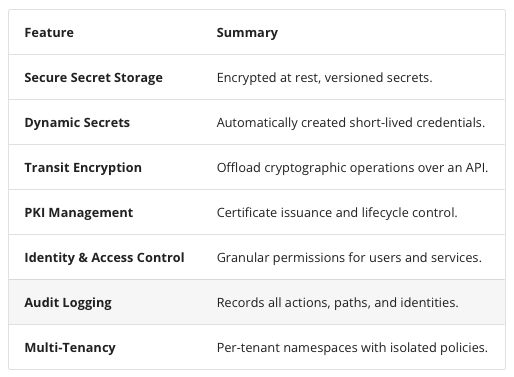 Feature Summary
Secure Secret Storage Encrypted at rest, versioned secrets.
Dynamic Secrets Automatically created short-lived credentials.
Transit Encryption Offload cryptographic operations over an API.
PKI Management Certificate issuance and lifecycle control.
Identity & Access Control Granular permissions for users and services.
Audit Logging Records all actions, paths, and identities.
Multi-Tenancy Per-tenant namespaces with isolated policies.